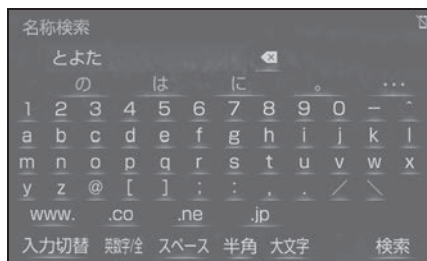 名称検索
とよた
の は に 。 ...
1 2 3 4 5 6 7 8 9 0 - ^
a b c d e f g h i j k l
m n o p q r s t u v w x
y z @ [ ] ; : , . / \
www. .co .ne .jp
入力切替 英数字/全 スペース 半角 大文字 検索